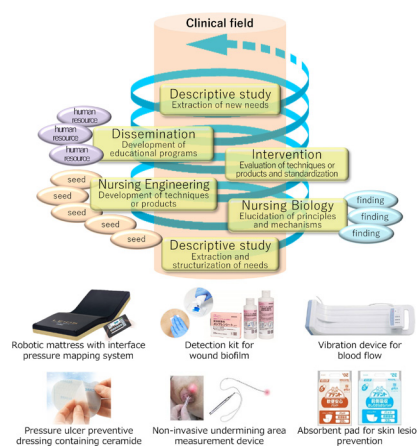 Clinical field
Descriptive study
Extraction of new needs
human
resource
human
resource
human
resource
Dissemination
Development of
educational programs
Intervention
Evaluation of techniques or
products and standardization
seed
seed
seed
seed
seed
Nursing Engineering
Development of techniques
or products
Nursing Biology
Elucidation of principles
and mechanisms
finding
finding
finding
Descriptive study
Extraction and
structurization of needs
Robotic mattress with interface
pressure mapping system
Detection kit for
wound biofilm
Vibration device for
blood flow
Pressure ulcer preventive
dressing containing ceramide
Non-invasive undermining area
measurement device
Absorbent pad for skin lesio
prevention